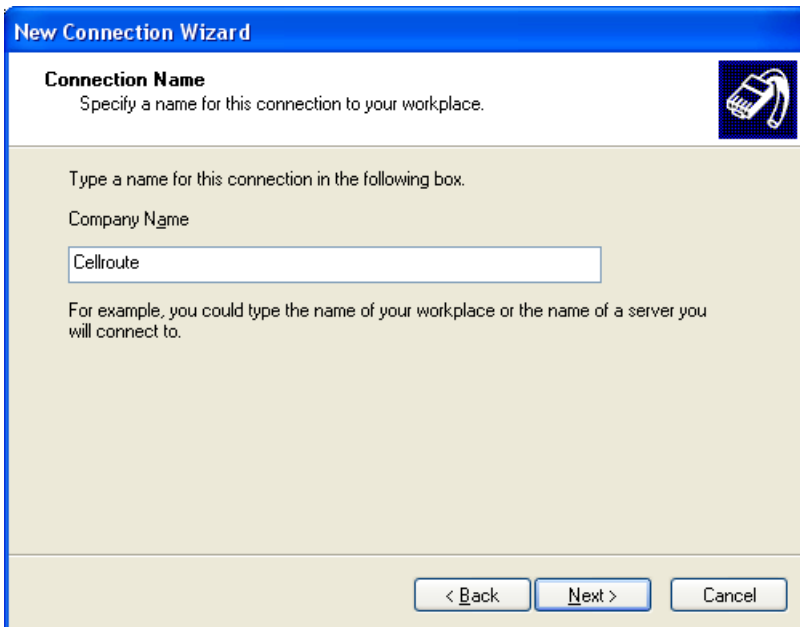 New Connection Wizard
Connection Name
Specify a name for this connection to your workplace.
Type a name for this connection in the following box.
Company Name
Cellroute
For example, you could type the name of your workplace or the name of a server you
will connect to.
< Back Next > Cancel